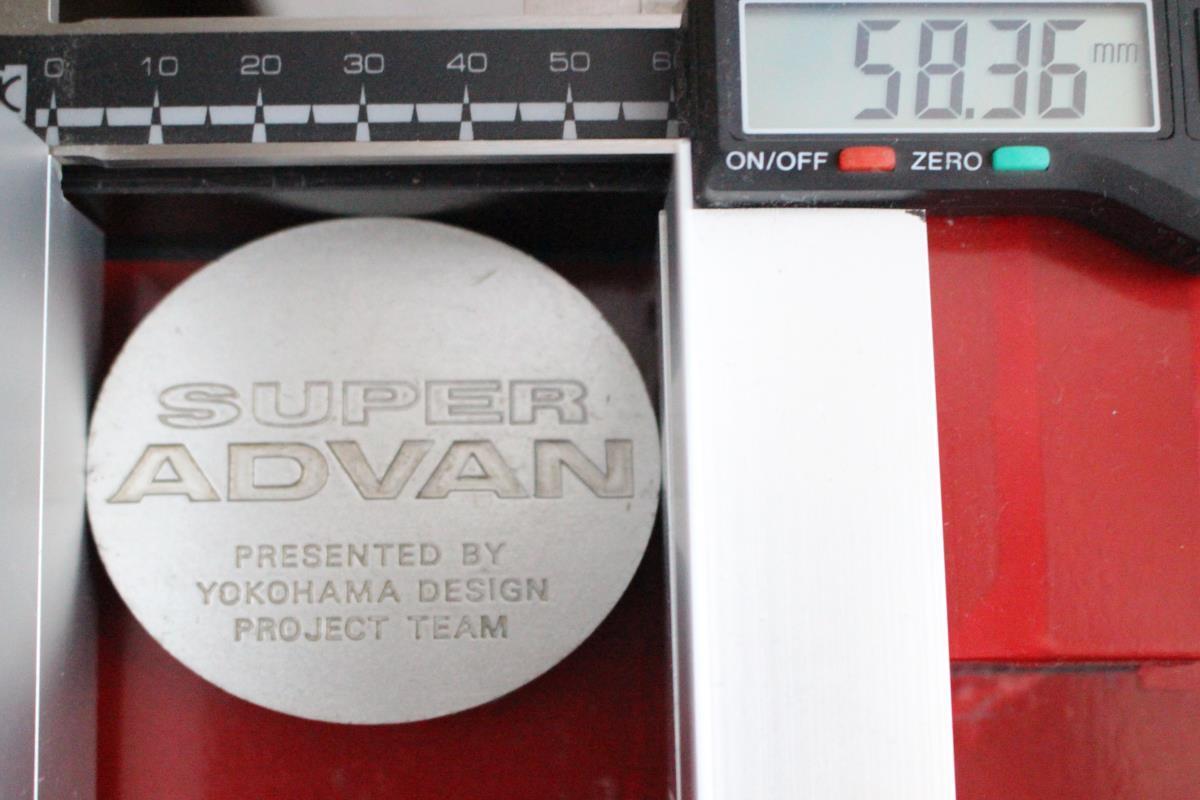 0 10 20 30 40 50 60
58.36 mm
ON/OFF ZERO
SUPER
ADVAN
PRESENTED BY
YOKOHAMA DESIGN
PROJECT TEAM